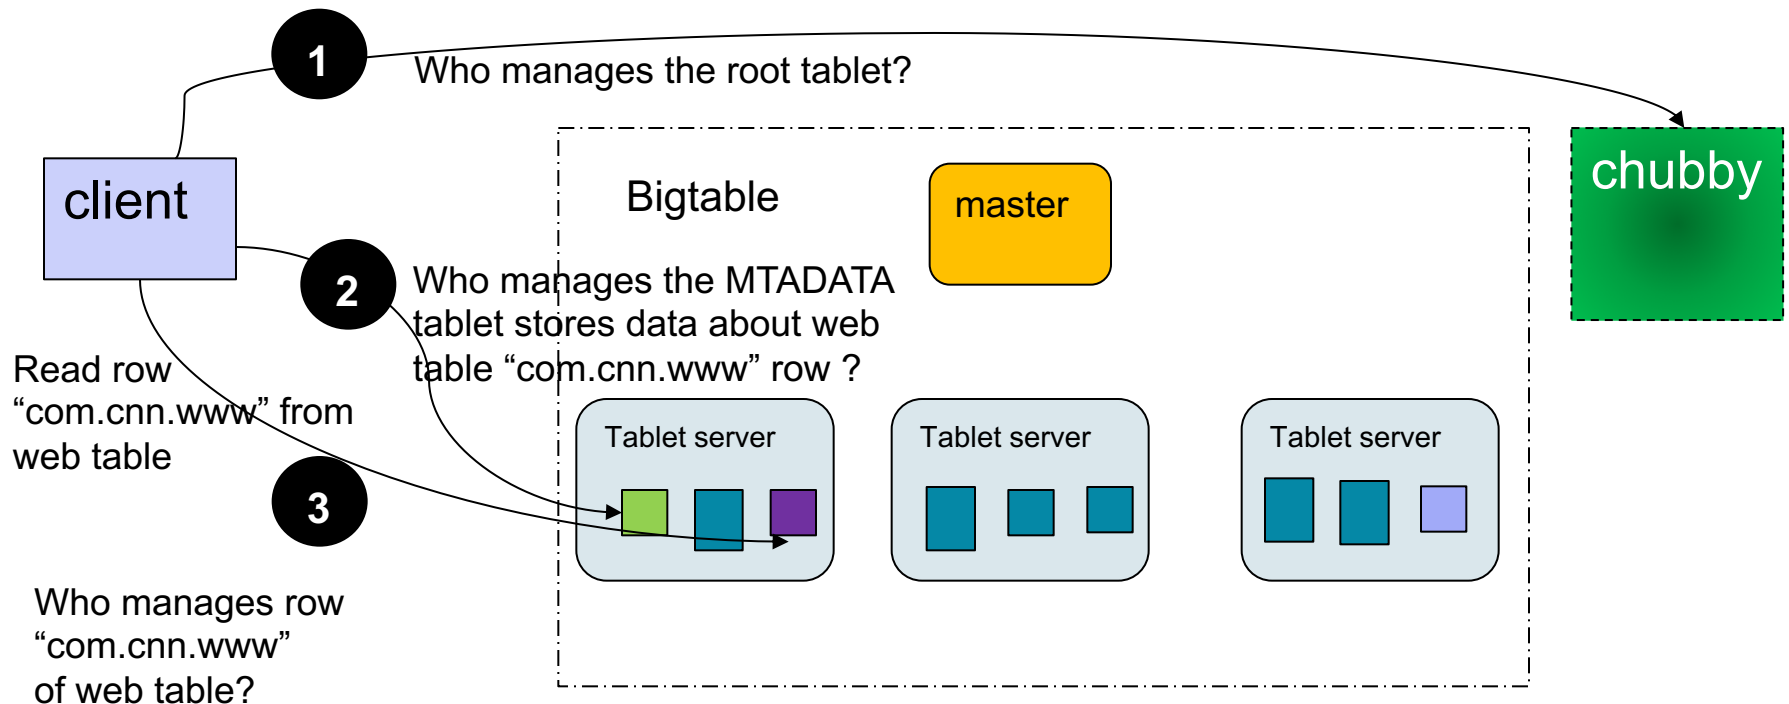 1
Who manages the root tablet?
client
chubby
Bigtable
master
2
Who manages the MTADATA
tablet stores data about web
table “com.cnn.www” row ?
Read row
“com.cnn.www” from
web table
Tablet server
Tablet server
Tablet server
3
Who manages row
“com.cnn.www”
of web table?